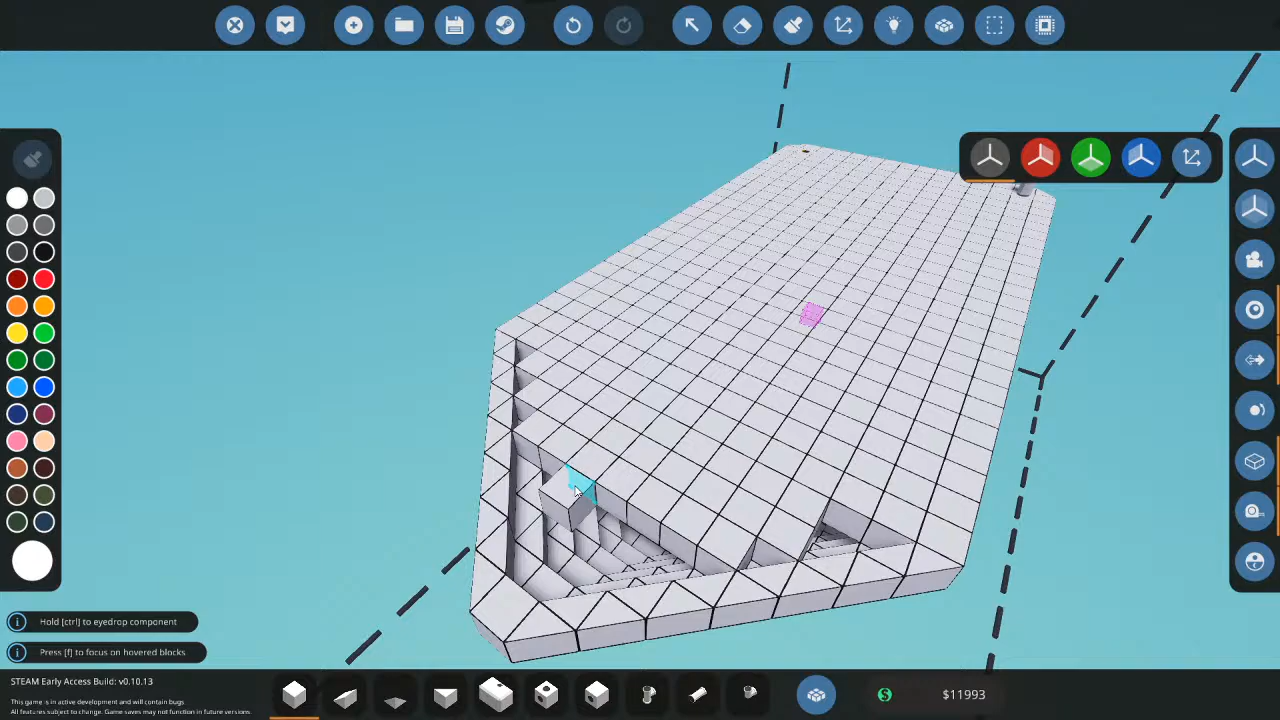 Hold [ctrl] to eyedrop component
Press [f] to focus on hovered blocks
STEAM Early Access Build: v0.10.13
This game is in active development and will contain bugs
All features subject to change. Game saves may not function in future versions.
$11993